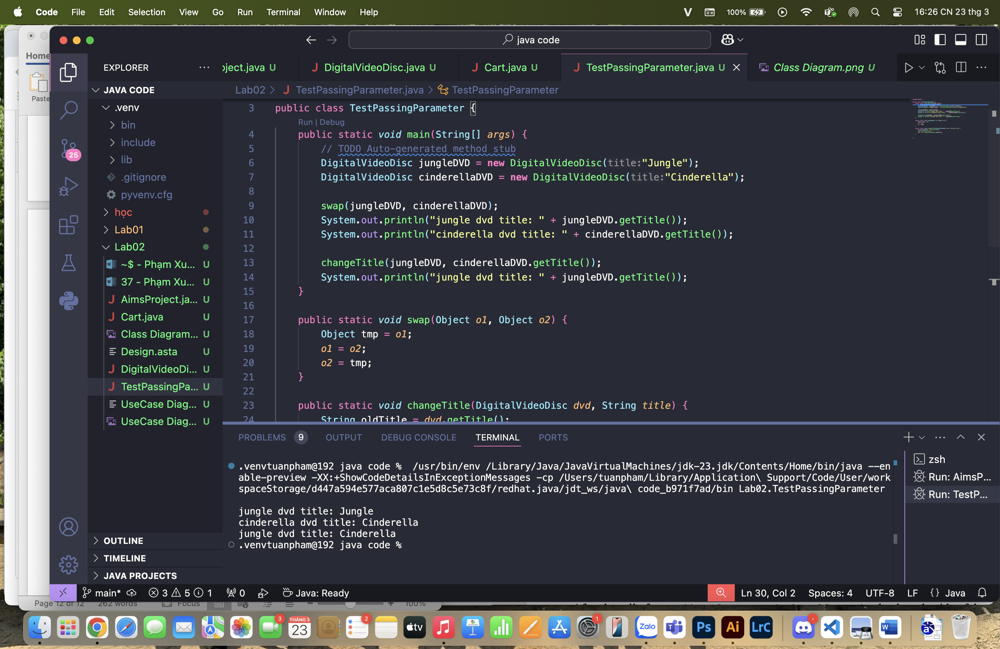 Code File Edit Selection View Go Run Terminal Window Help
100% 16:26 CN 23 thg 3
java code
Home
Paste
EXPLORER
JAVA CODE
.venv
bin
include
lib
.gitignore
pyvenv.cfg
học
Lab01
Lab02
~$ - Phạm Xu... U
37 - Phạm Xu... U
AimsProject.ja... U
Cart.java U
Class Diagram... U
Design.asta U
DigitalVideoDi... U
TestPassingPa... U
UseCase Diag... U
UseCase Diag... U
OUTLINE
TIMELINE
JAVA PROJECTS
25
oject.java U DigitalVideoDisc.java U Cart.java U TestPassingParameter.java U Class Diagram.png U
Lab02 > TestPassingParameter.java > TestPassingParameter
3 public class TestPassingParameter {
Run | Debug
4 public static void main(String[] args) {
5 // TODO Auto-generated method stub
6 DigitalVideoDisc jungleDVD = new DigitalVideoDisc(title:"Jungle");
7 DigitalVideoDisc cinderellaDVD = new DigitalVideoDisc(title:"Cinderella");
8
9 swap(jungleDVD, cinderellaDVD);
10 System.out.println("jungle dvd title: " + jungleDVD.getTitle());
11 System.out.println("cinderella dvd title: " + cinderellaDVD.getTitle());
12
13 changeTitle(jungleDVD, cinderellaDVD.getTitle());
14 System.out.println("jungle dvd title: " + jungleDVD.getTitle());
15 }
16
17 public static void swap(Object o1, Object o2) {
18 Object tmp = o1;
19 o1 = o2;
20 o2 = tmp;
21 }
22
23 public static void changeTitle(DigitalVideoDisc dvd, String title) {
24 String oldTitle = dvd.getTitle();
PROBLEMS 9 OUTPUT DEBUG CONSOLE TERMINAL PORTS
.venvtuanpham@192 java code % /usr/bin/env /Library/Java/JavaVirtualMachines/jdk-23.jdk/Contents/Home/bin/java --en
able-preview -XX:+ShowCodeDetailsInExceptionMessages -cp /Users/tuanpham/Library/Application\ Support/Code/User/work
spaceStorage/d447a594e577aca807c1e5d8c5e73c8f/redhat.java/jdt_ws/java\ code_b971f7ad/bin Lab02.TestPassingParameter
jungle dvd title: Jungle
cinderella dvd title: Cinderella
jungle dvd title: Cinderella
.venvtuanpham@192 java code %
zsh
Run: AimsP...
Run: TestP...
main* 3 5 1 0 Java: Ready Ln 30, Col 2 Spaces: 4 UTF-8 LF {} Java
Page 12 of 12 262 words Focus 100%
3 THÁNG 3 23 2 tv 1 Zalo Ps Ai LrC W